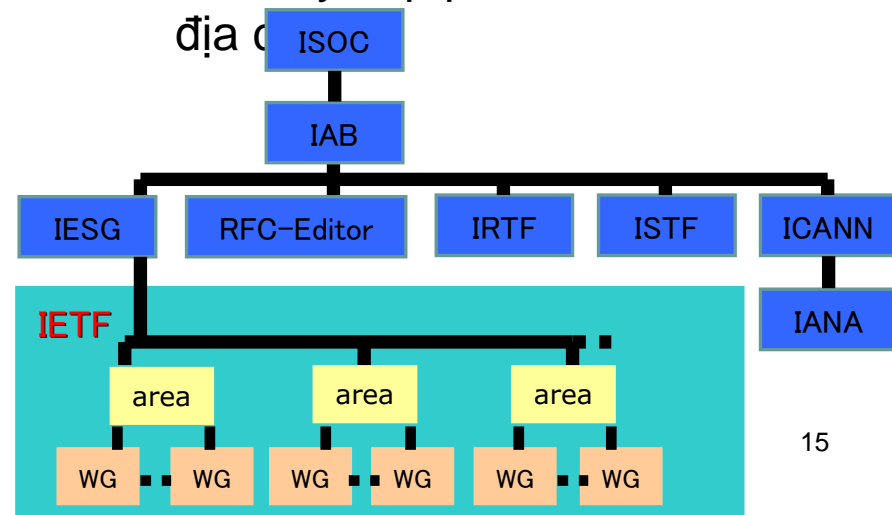 địa
ISOC
IAB
IESG RFC-Editor IRTF ISTF ICANN
IETF
IANA
area area area
15
WG WG WG WG WG WG